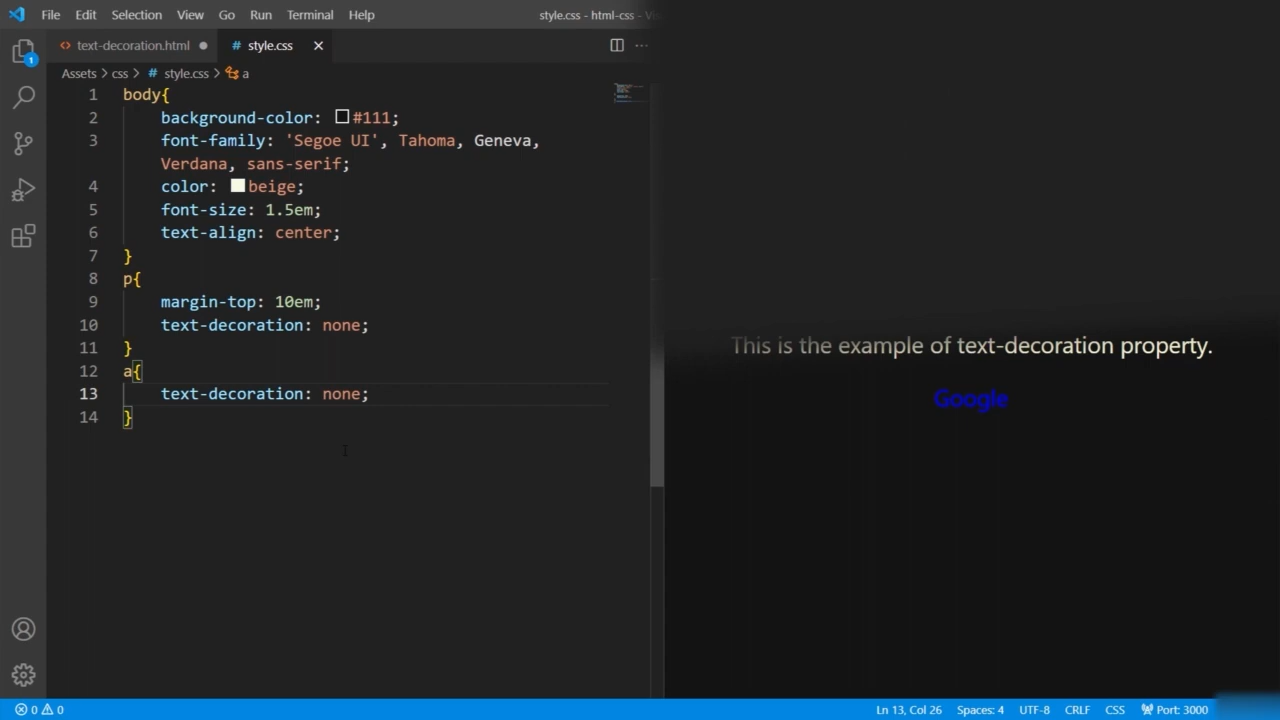 File Edit Selection View Go Run Terminal Help style.css - html-css -
text-decoration.html # style.css
Assets > css > # style.css > a
1 body{
2 background-color: #111;
3 font-family: 'Segoe UI', Tahoma, Geneva,
Verdana, sans-serif;
4 color: beige;
5 font-size: 1.5em;
6 text-align: center;
7 }
8 p{
9 margin-top: 10em;
10 text-decoration: none;
11 }
12 a{
13 text-decoration: none;
14 }
This is the example of text-decoration property.
Google
1
0 0 Ln 13, Col 26 Spaces: 4 UTF-8 CRLF CSS Port: 3000